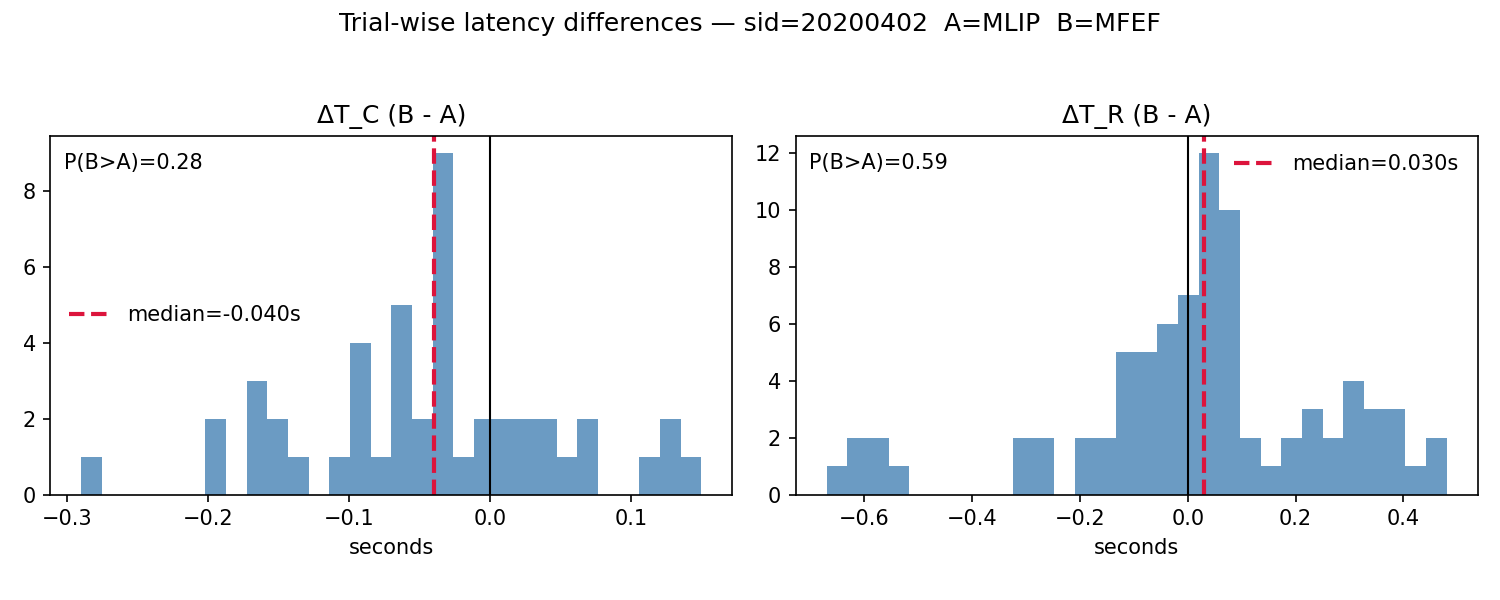 Trial-wise latency differences — sid=20200402  A=MLIP  B=MFEF
ΔT_C (B - A)
P(B>A)=0.28
median=-0.040s
8
6
4
2
0
−0.3
−0.2
−0.1
0.0
0.1
seconds
ΔT_R (B - A)
P(B>A)=0.59
median=0.030s
12
10
8
6
4
2
0
−0.6
−0.4
−0.2
0.0
0.2
0.4
seconds